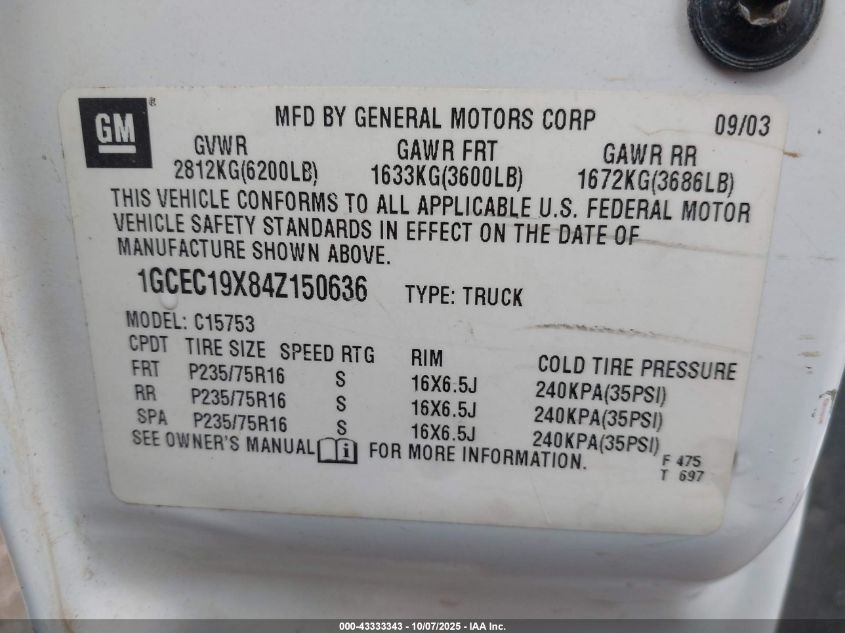 GM®
MFD BY GENERAL MOTORS CORP 09/03
GVWR GAWR FRT GAWR RR
2812KG(6200LB) 1633KG(3600LB) 1672KG(3686LB)
THIS VEHICLE CONFORMS TO ALL APPLICABLE U.S. FEDERAL MOTOR
VEHICLE SAFETY STANDARDS IN EFFECT ON THE DATE OF
MANUFACTURE SHOWN ABOVE.
1GCEC19X84Z150636 TYPE: TRUCK
MODEL: C15753
CPDT TIRE SIZE SPEED RTG RIM COLD TIRE PRESSURE
FRT P235/75R16 S 16X6.5J 240KPA(35PSI)
RR P235/75R16 S 16X6.5J 240KPA(35PSI)
SPA P235/75R16 S 16X6.5J 240KPA(35PSI)
SEE OWNER'S MANUAL i FOR MORE INFORMATION.
F 475
T 697
000-43333343 | 10/07/2025 - IAA Inc.